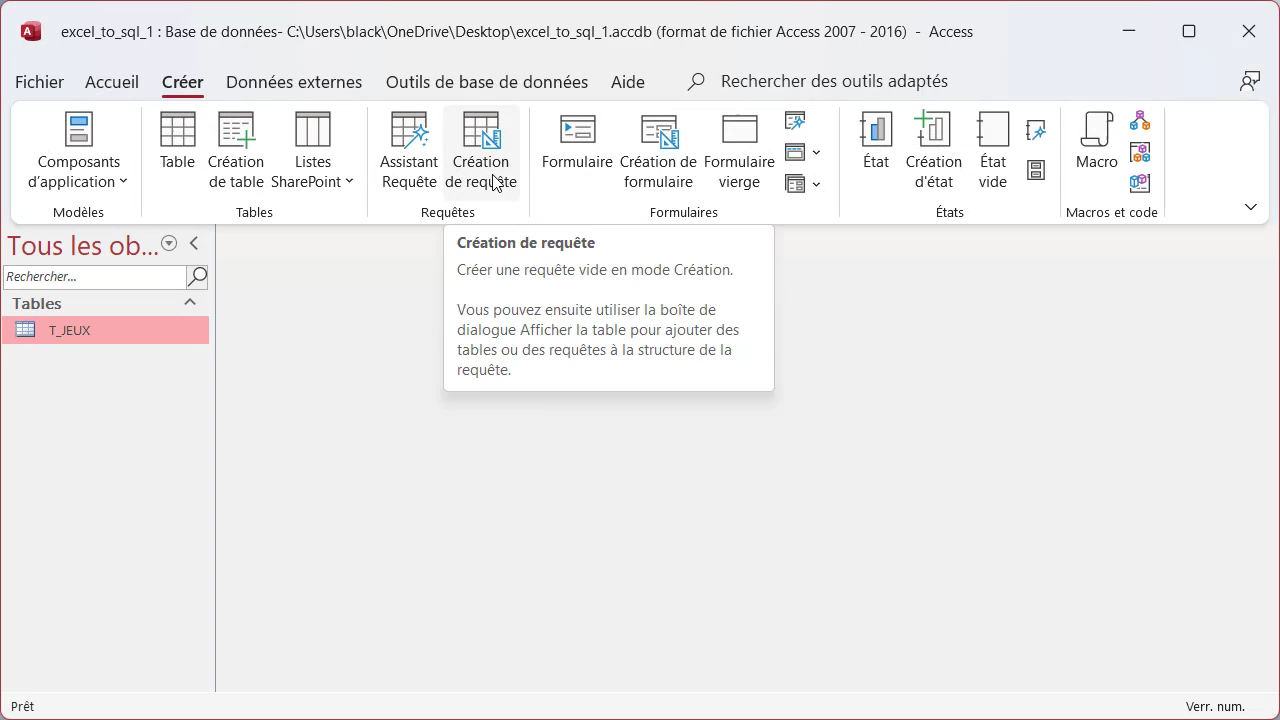 excel_to_sql_1 : Base de données- C:\Users\black\OneDrive\Desktop\excel_to_sql_1.accdb (format de fichier Access 2007 - 2016)  -  Access
Fichier Accueil Créer Données externes Outils de base de données Aide Rechercher des outils adaptés
Composants d’application
Table
Création de table
Listes SharePoint
Assistant Requête
Création de requête
Formulaire
Création de formulaire
Formulaire vierge
État
Création d'état
État vide
Macro
Modèles
Tables
Requêtes
Formulaires
États
Macros et code
Tous les ob...
Rechercher...
Tables
T_JEUX
Création de requête
Créer une requête vide en mode Création.
Vous pouvez ensuite utiliser la boîte de
dialogue Afficher la table pour ajouter des
tables ou des requêtes à la structure de la
requête.
Prêt
Verr. num.